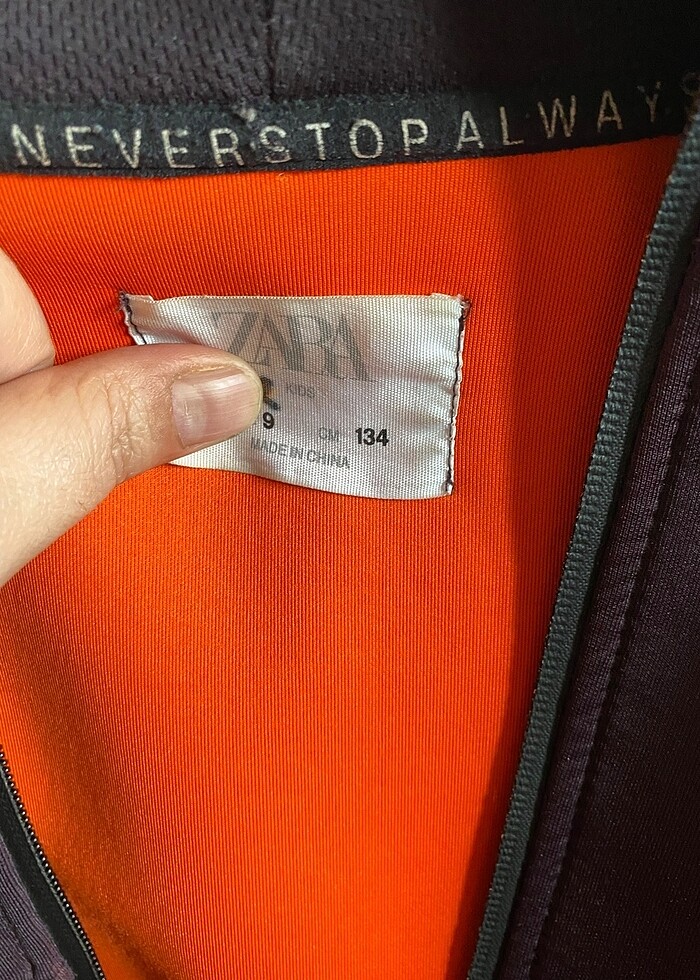 NEVERSTOPALWAYS
ZARA
KIDS
9 CM 134
MADE IN CHINA